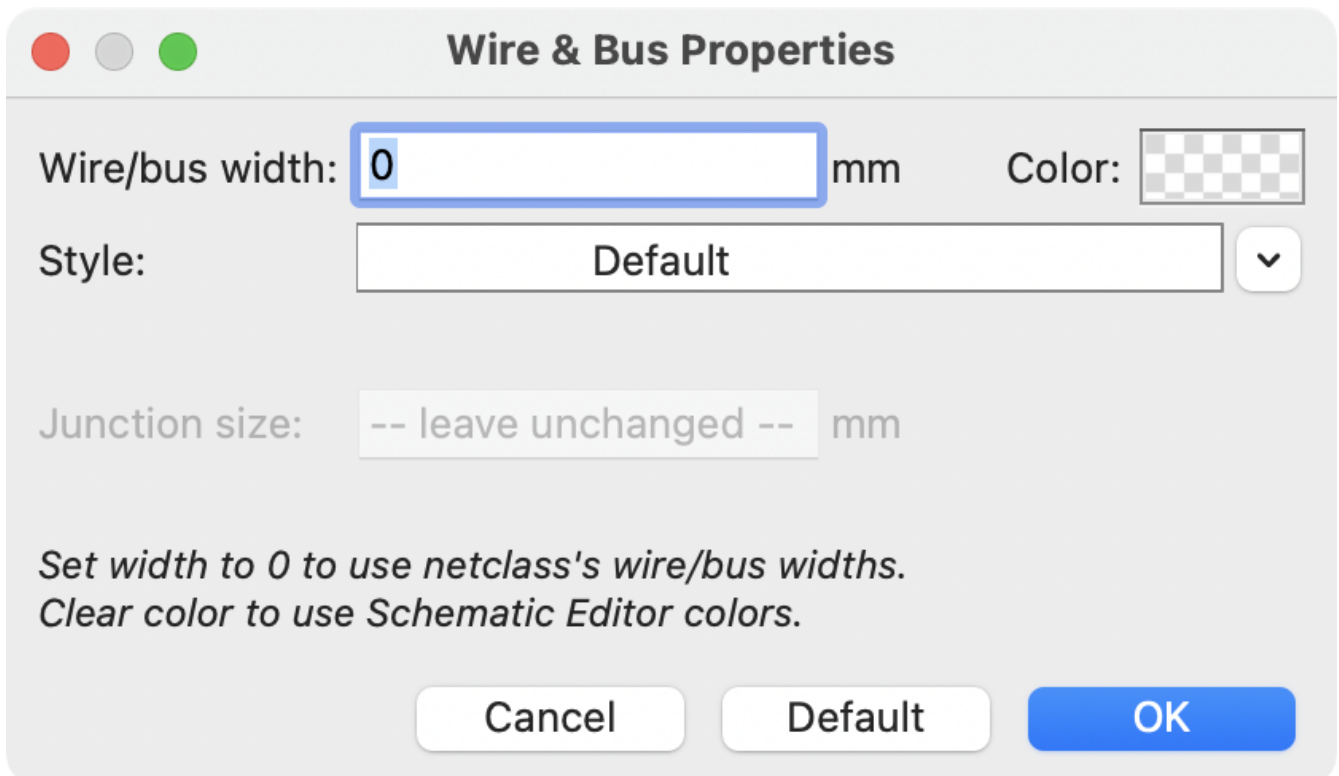 Wire & Bus Properties
Wire/bus width: 0 mm Color:
Style: Default
Junction size: -- leave unchanged -- mm
Set width to 0 to use netclass's wire/bus widths.
Clear color to use Schematic Editor colors.
Cancel Default OK